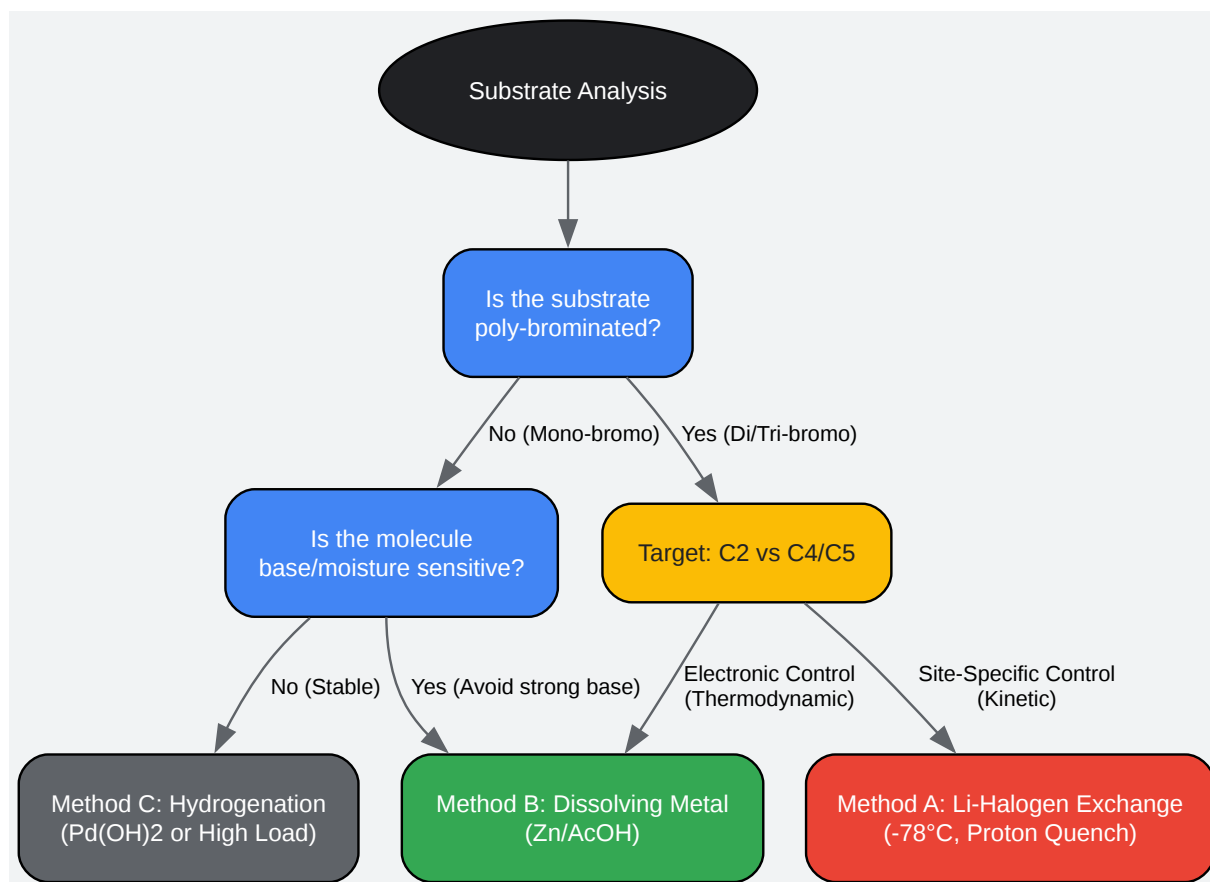 Substrate Analysis
Is the substrate
poly-brominated?
No (Mono-bromo)
Yes (Di/Tri-bromo)
Is the molecule
base/moisture sensitive?
Target: C2 vs C4/C5
No (Stable)
Yes (Avoid strong base)
Electronic Control
(Thermodynamic)
Site-Specific Control
(Kinetic)
Method C: Hydrogenation
(Pd(OH)2 or High Load)
Method B: Dissolving Metal
(Zn/AcOH)
Method A: Li-Halogen Exchange
(-78°C, Proton Quench)